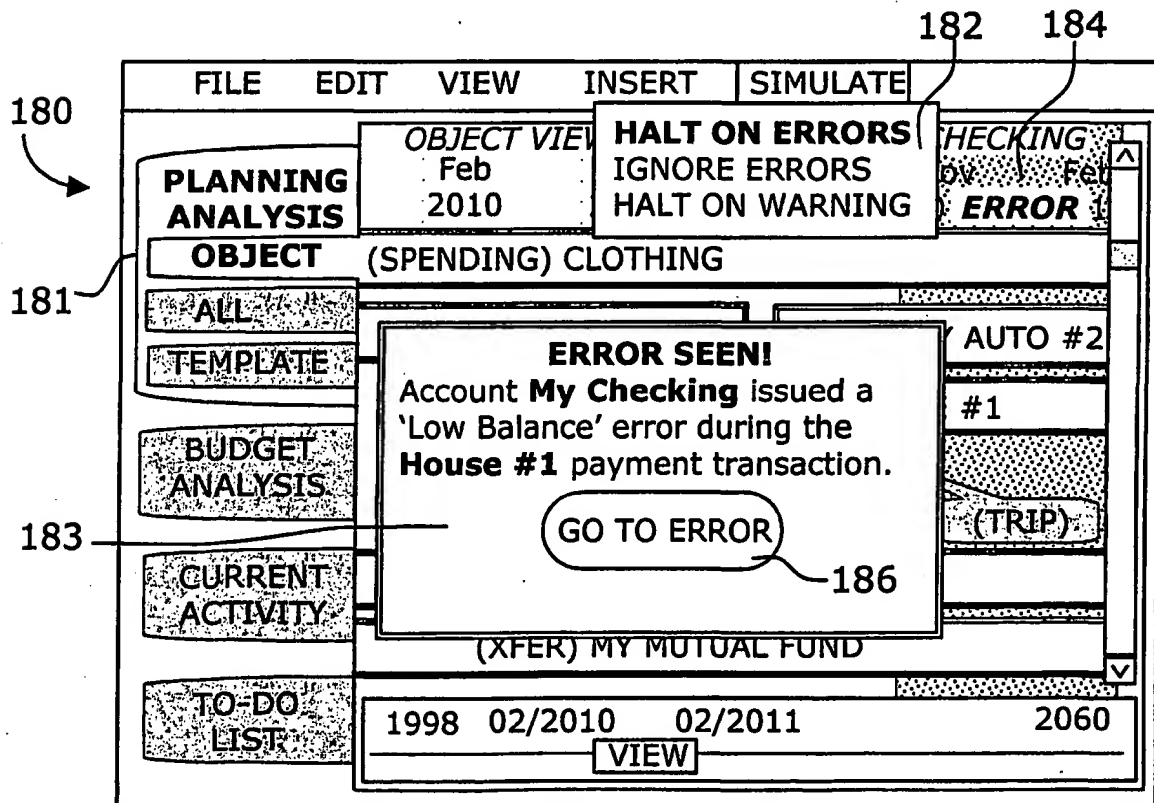 182 184
FILE EDIT VIEW INSERT SIMULATE
180
OBJECT VIEW
HECKING
HALT ON ERRORS
IGNORE ERRORS
HALT ON WARNING
Feb
2010
ERROR
PLANNING
ANALYSIS
OBJECT
(SPENDING) CLOTHING
181
ALL
TEMPLATE
AUTO #2
#1
ERROR SEEN!
Account My Checking issued a
‘Low Balance’ error during the
House #1 payment transaction.
GO TO ERROR
BUDGET
ANALYSIS
(TRIP)
183
186
CURRENT
ACTIVITY
(XFER) MY MUTUAL FUND
TO-DO
LIST
1998 02/2010 02/2011 2060
VIEW